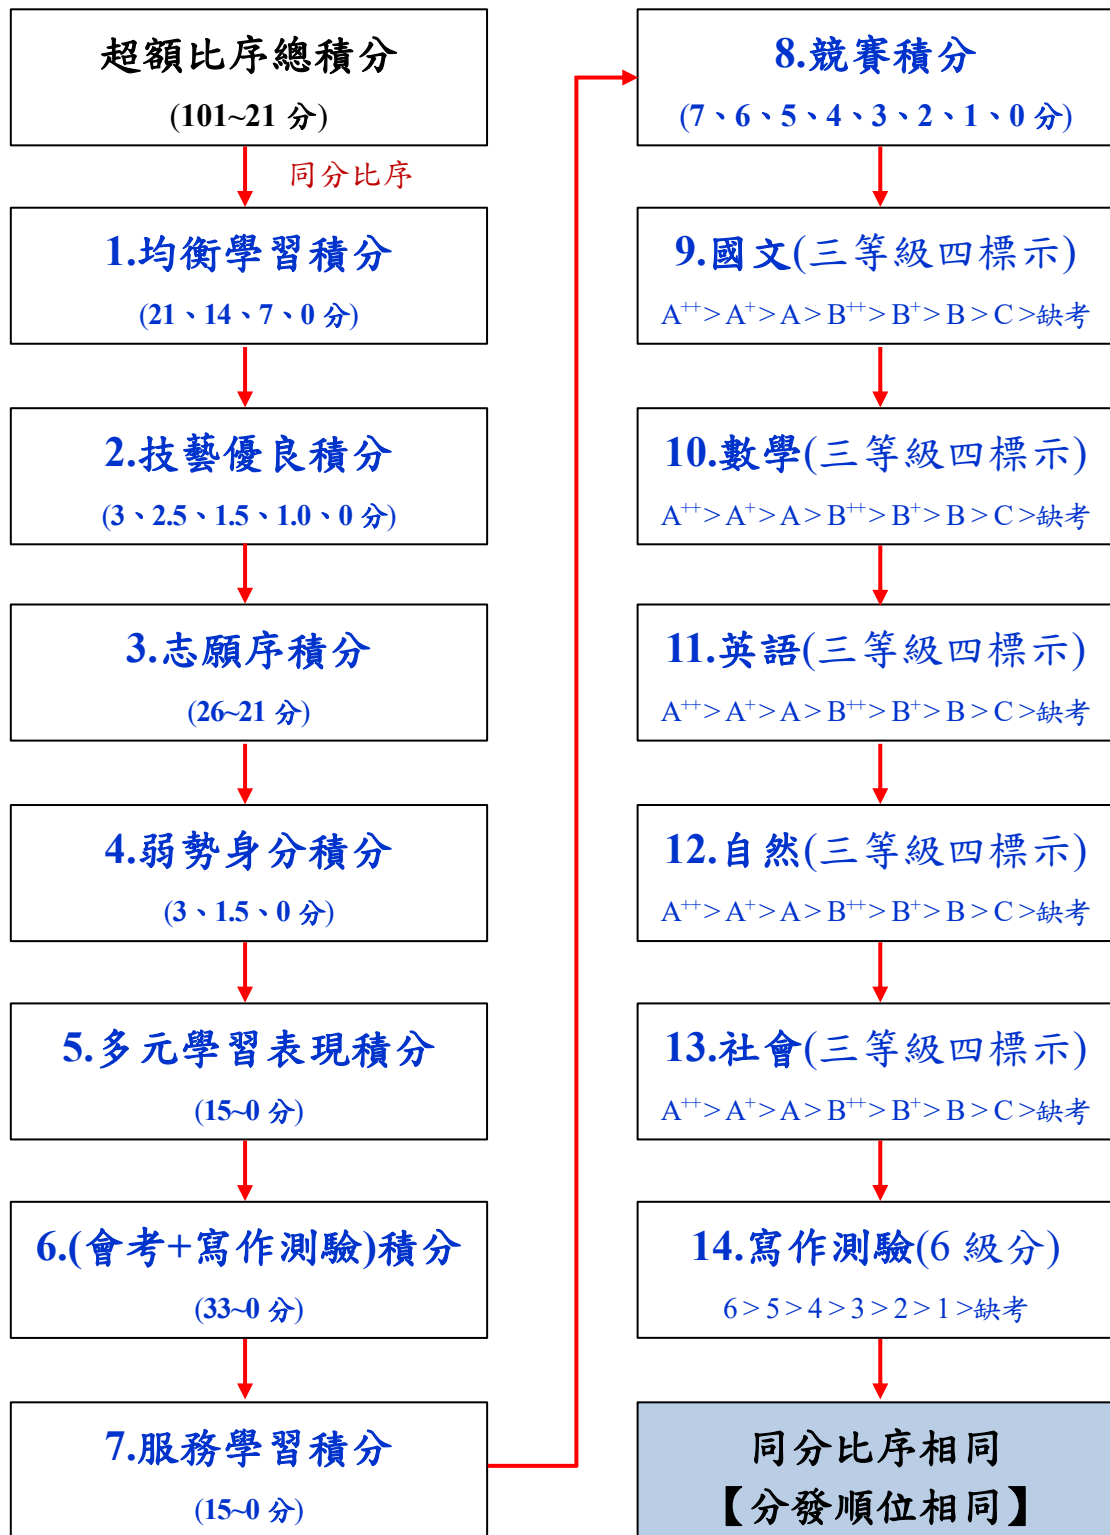 超額比序總積分
(101~21 分)
同分比序
1.均衡學習積分
(21、14、7、0 分)
2.技藝優良積分
(3、2.5、1.5、1.0、0 分)
3.志願序積分
(26~21 分)
4.弱勢身分積分
(3、1.5、0 分)
5.多元學習表現積分
(15~0 分)
6.(會考+寫作測驗)積分
(33~0 分)
7.服務學習積分
(15~0 分)
8.競賽積分
(7、6、5、4、3、2、1、0 分)
9.國文(三等級四標示)
A⁺⁺>A⁺>A>B⁺⁺>B⁺>B>C>缺考
10.數學(三等級四標示)
A⁺⁺>A⁺>A>B⁺⁺>B⁺>B>C>缺考
11.英語(三等級四標示)
A⁺⁺>A⁺>A>B⁺⁺>B⁺>B>C>缺考
12.自然(三等級四標示)
A⁺⁺>A⁺>A>B⁺⁺>B⁺>B>C>缺考
13.社會(三等級四標示)
A⁺⁺>A⁺>A>B⁺⁺>B⁺>B>C>缺考
14.寫作測驗(6 級分)
6>5>4>3>2>1>缺考
同分比序相同
【分發順位相同】